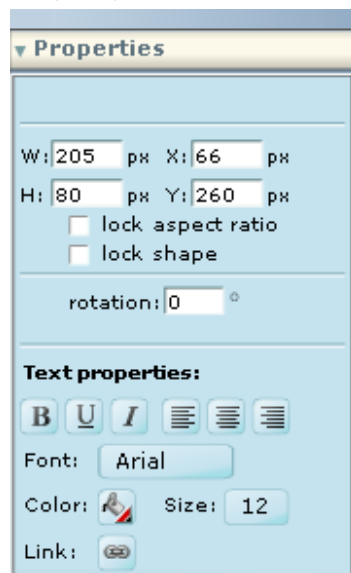 Properties
W: 205 px X: 66 px
H: 80 px Y: 260 px
lock aspect ratio
lock shape
rotation: 0 °
Text properties:
B U I
Font: Arial
Color: Size: 12
Link: